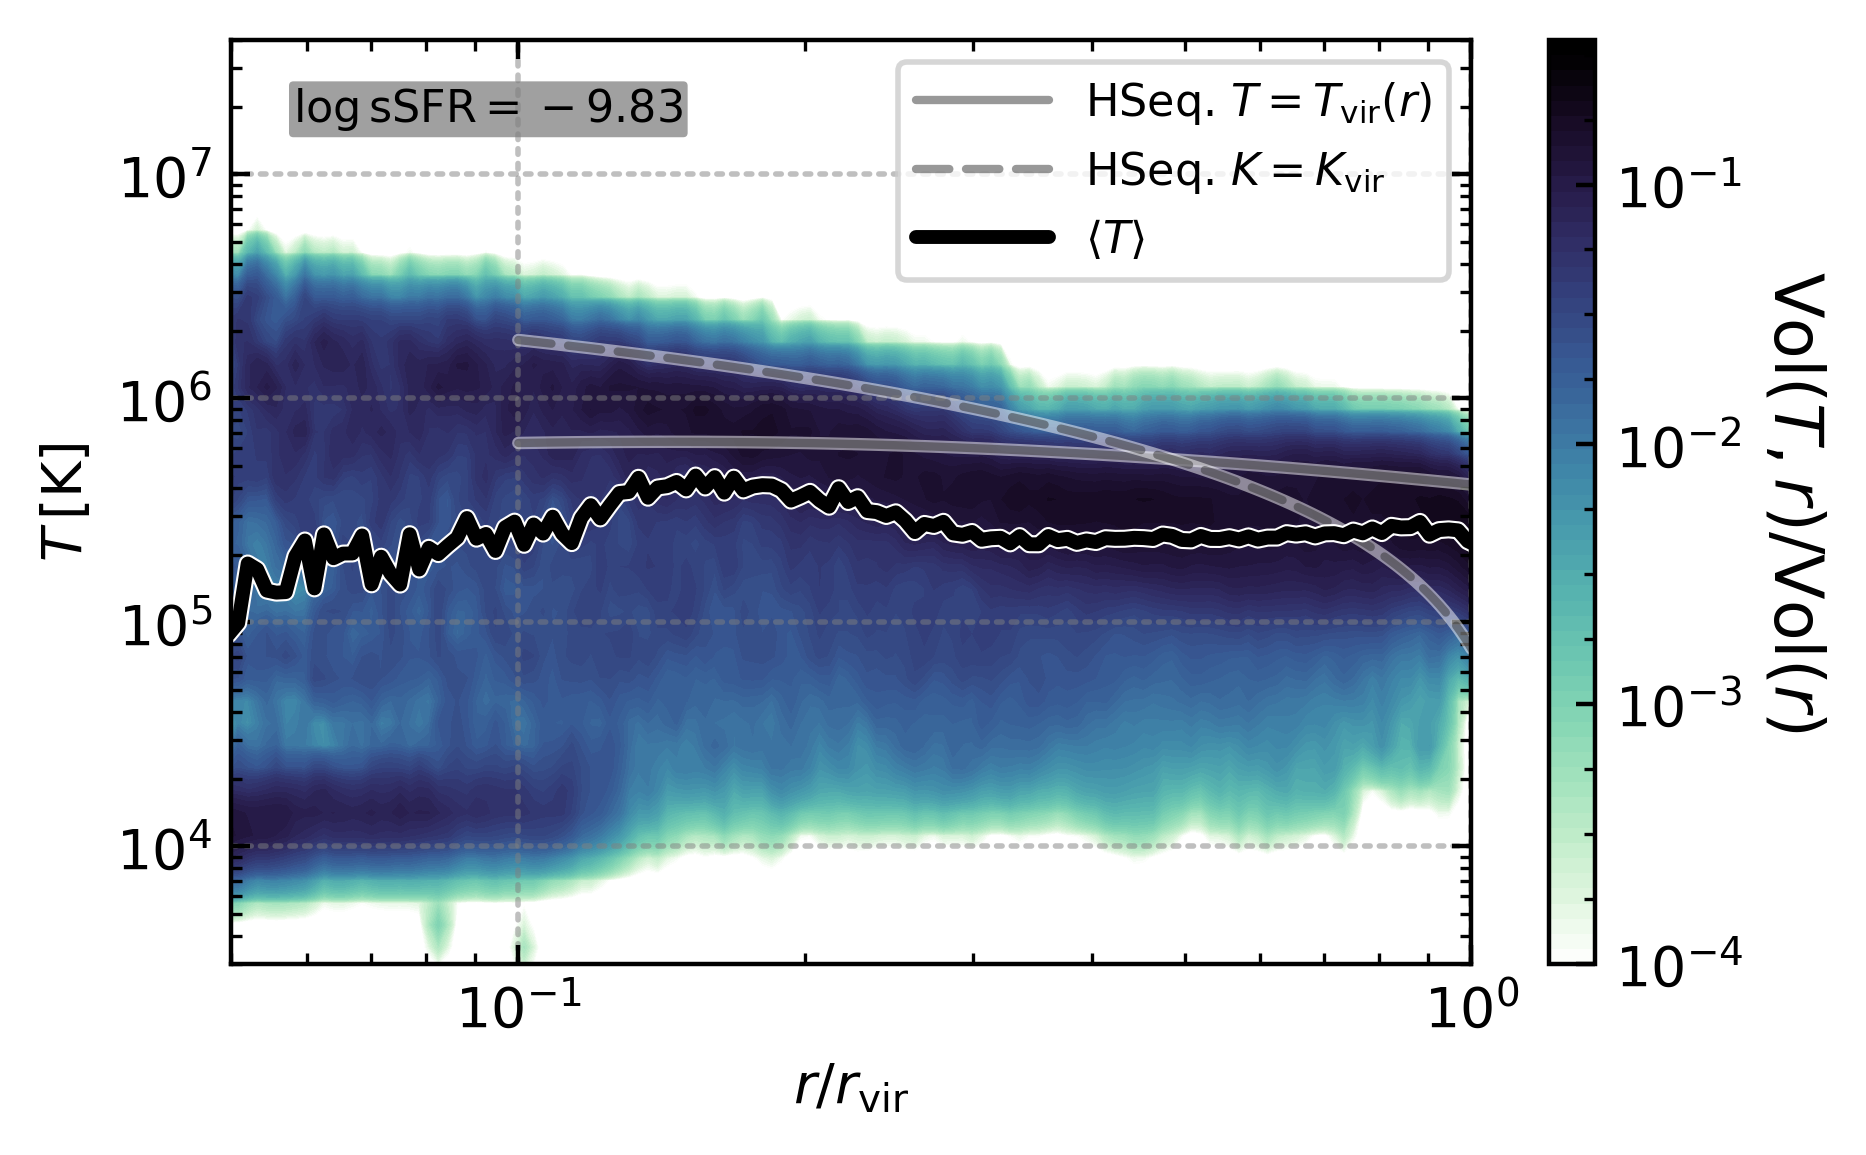 log sSFR = −9.83
HSeq. T = T_vir(r)
HSeq. K = K_vir
⟨T⟩
10^7
10^6
10^5
10^4
T [K]
10^−1
10^0
r/r_vir
10^−1
10^−2
10^−3
10^−4
Vol(T, r)/Vol(r)